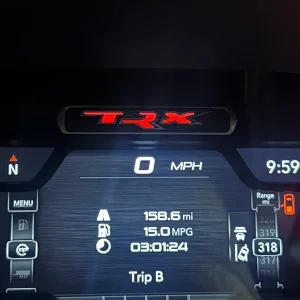 TRX
N
0 MPH
9:59
MENU
158.6 mi
15.0 MPG
03:01:24
Trip B
Range
mi
318
317